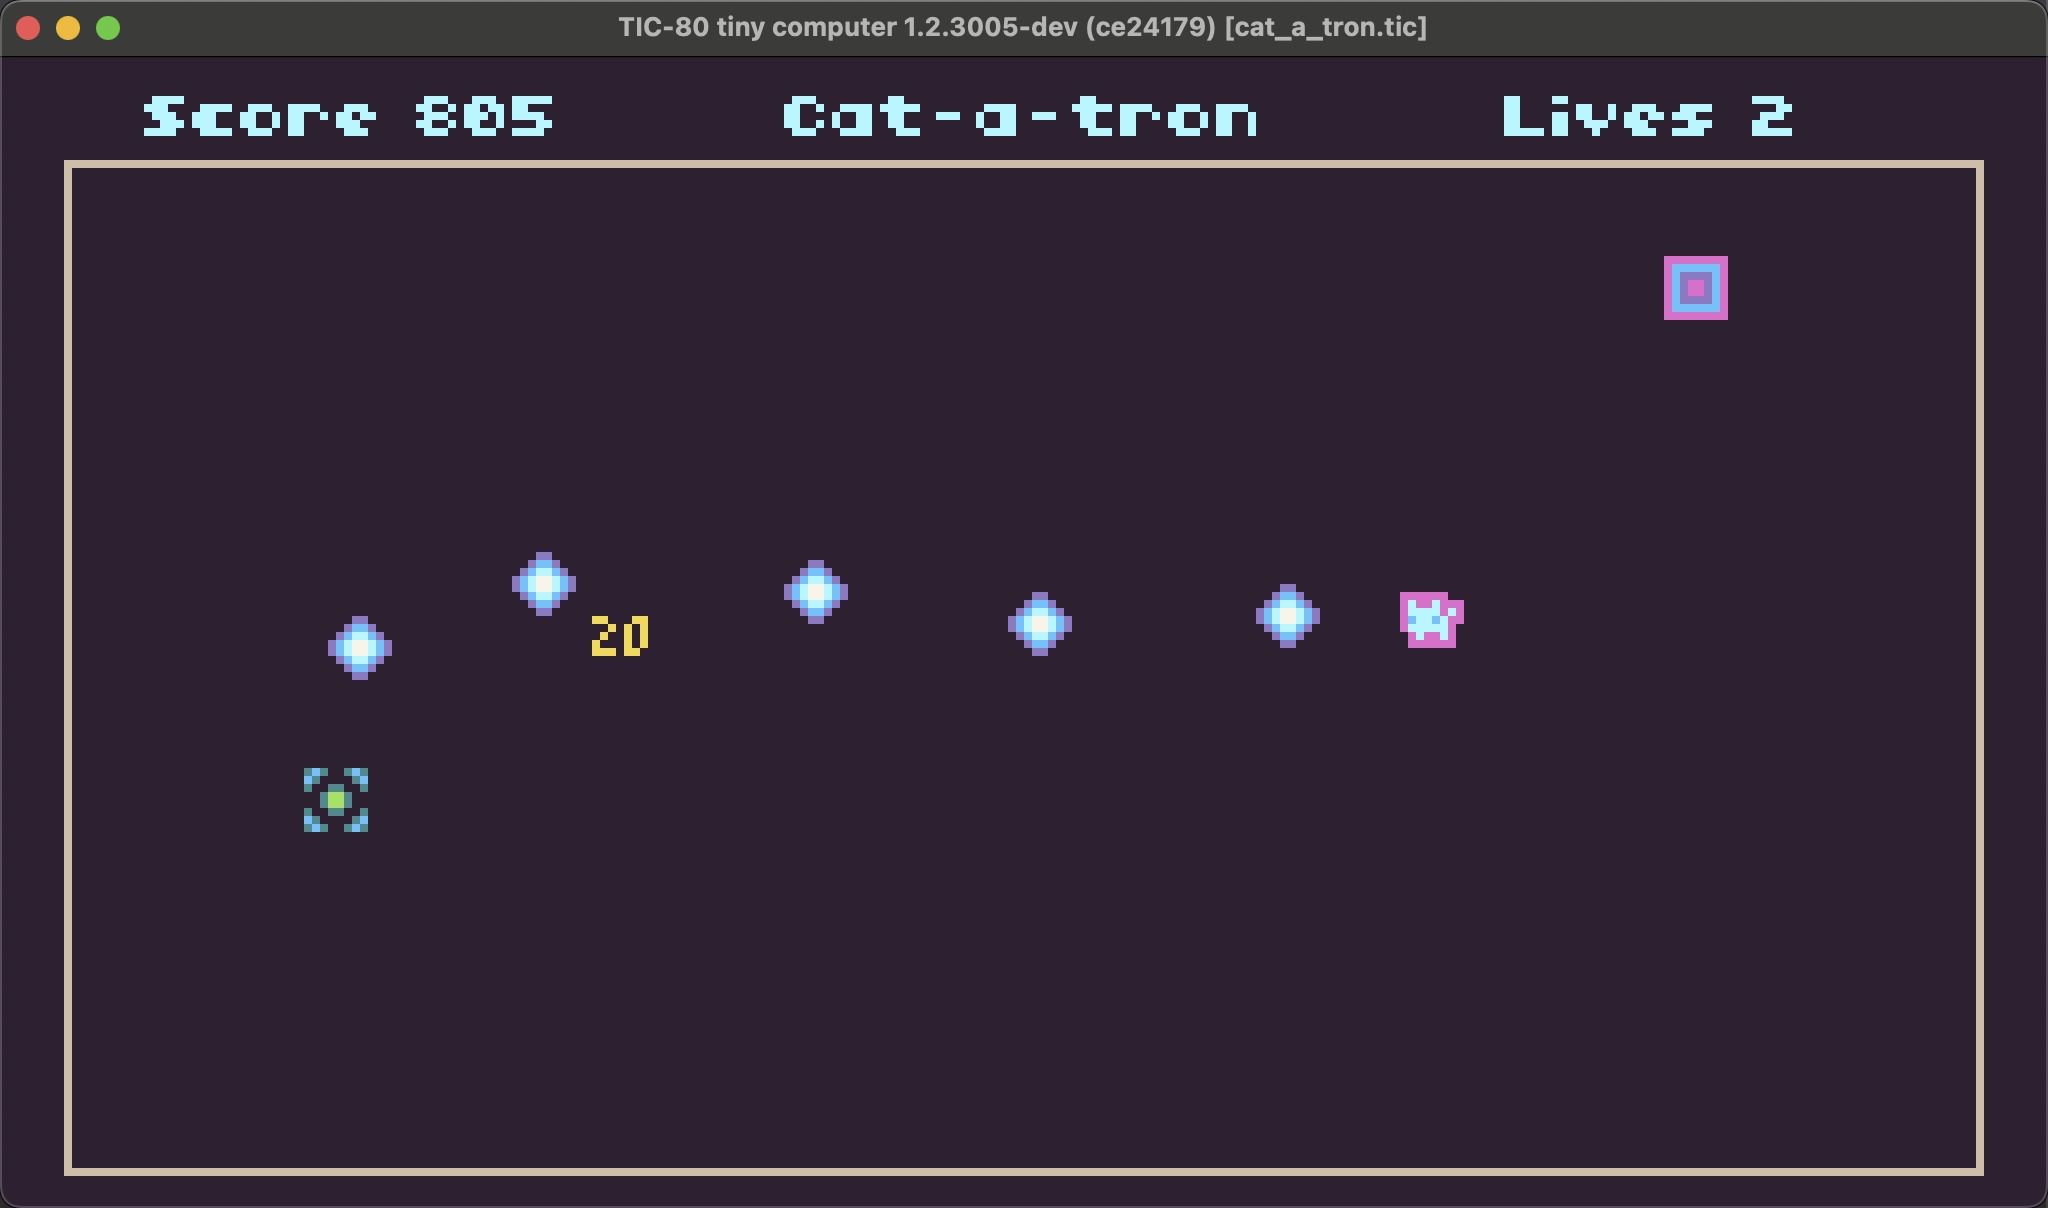 TIC-80 tiny computer 1.2.3005-dev (ce24179) [cat_a_tron.tic]
Score 805 Cat-a-tron Lives 2
20